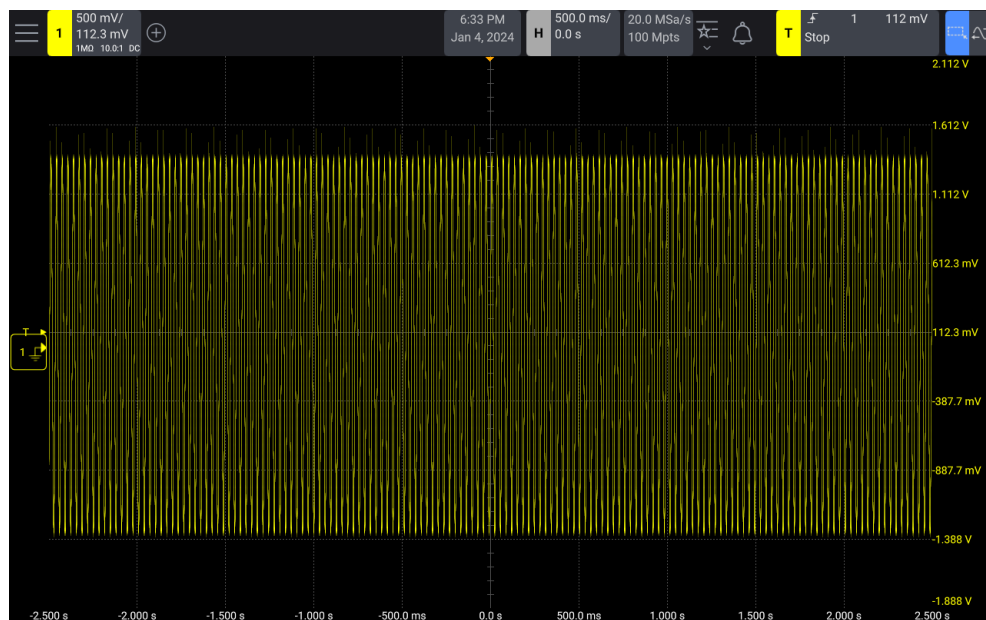 500 mV/
1
112.3 mV
1MΩ 10.0:1 DC
6:33 PM
Jan 4, 2024
H
500.0 ms/
0.0 s
20.0 MSa/s
100 Mpts
T
1
112 mV
Stop
2.112 V
1.612 V
1.112 V
612.3 mV
T
112.3 mV
1
-387.7 mV
-887.7 mV
-1.388 V
-1.888 V
-2.500 s -2.000 s -1.500 s -1.000 s -500.0 ms 0.0 s 500.0 ms 1.000 s 1.500 s 2.000 s 2.500 s